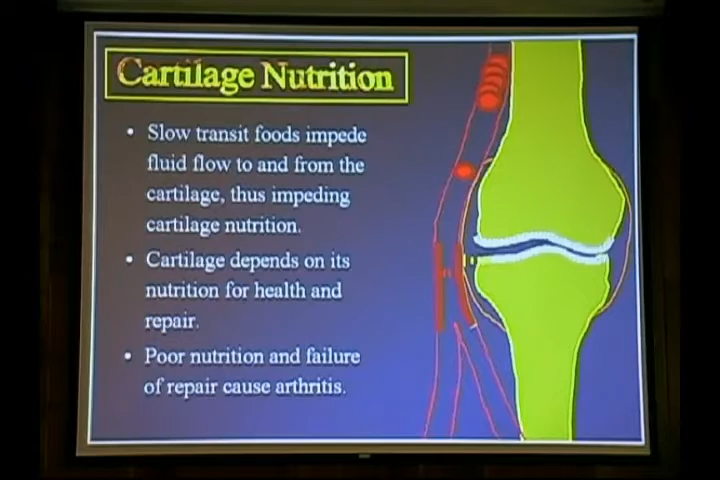 Cartilage Nutrition
• Slow transit foods impede
fluid flow to and from the
cartilage, thus impeding
cartilage nutrition.
• Cartilage depends on its
nutrition for health and
repair.
• Poor nutrition and failure
of repair cause arthritis.